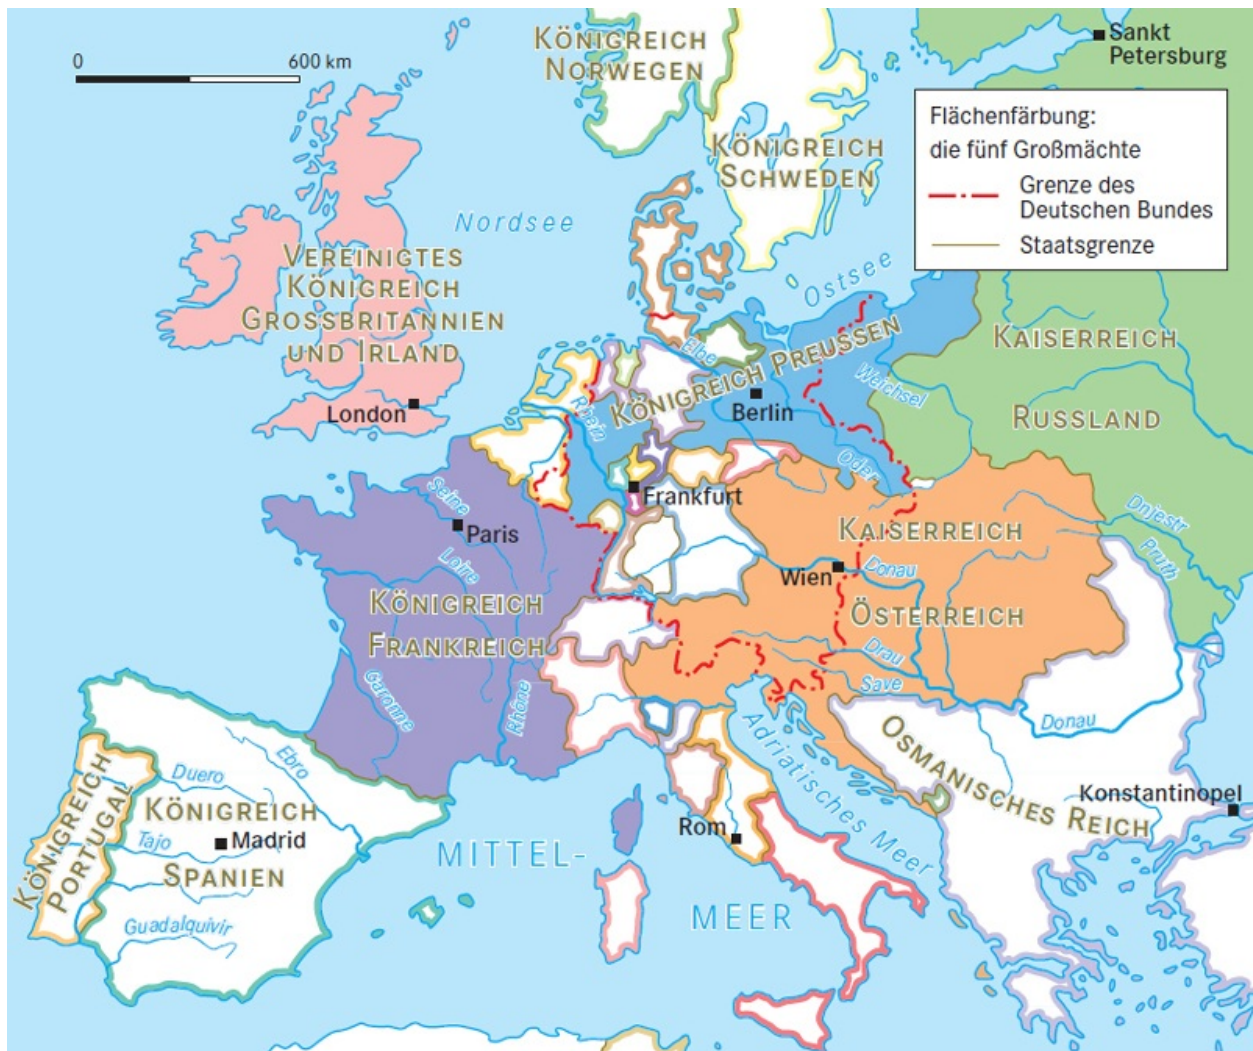 0 600 km
KÖNIGREICH
NORWEGEN
Sankt
Petersburg
Flächenfärbung:
die fünf Großmächte
Grenze des
Deutschen Bundes
Staatsgrenze
KÖNIGREICH
SCHWEDEN
Nordsee
Ostsee
VEREINIGTES
KÖNIGREICH
GROSSBRITANNIEN
UND IRLAND
London
KAISERREICH
RUSSLAND
KÖNIGREICH PREUSSEN
Elbe
Weichsel
Berlin
Rhein
Oder
Frankfurt
Seine
Paris
Loire
KÖNIGREICH
FRANKREICH
Garonne
Rhône
KAISERREICH
ÖSTERREICH
Wien
Donau
Drau
Save
Dnjestr
Pruth
Donau
OSMANISCHES REICH
Konstantinopel
Adriatisches Meer
Rom
MITTEL-
MEER
KÖNIGREICH
PORTUGAL
KÖNIGREICH
SPANIEN
Madrid
Duero
Ebro
Tajo
Guadalquivir